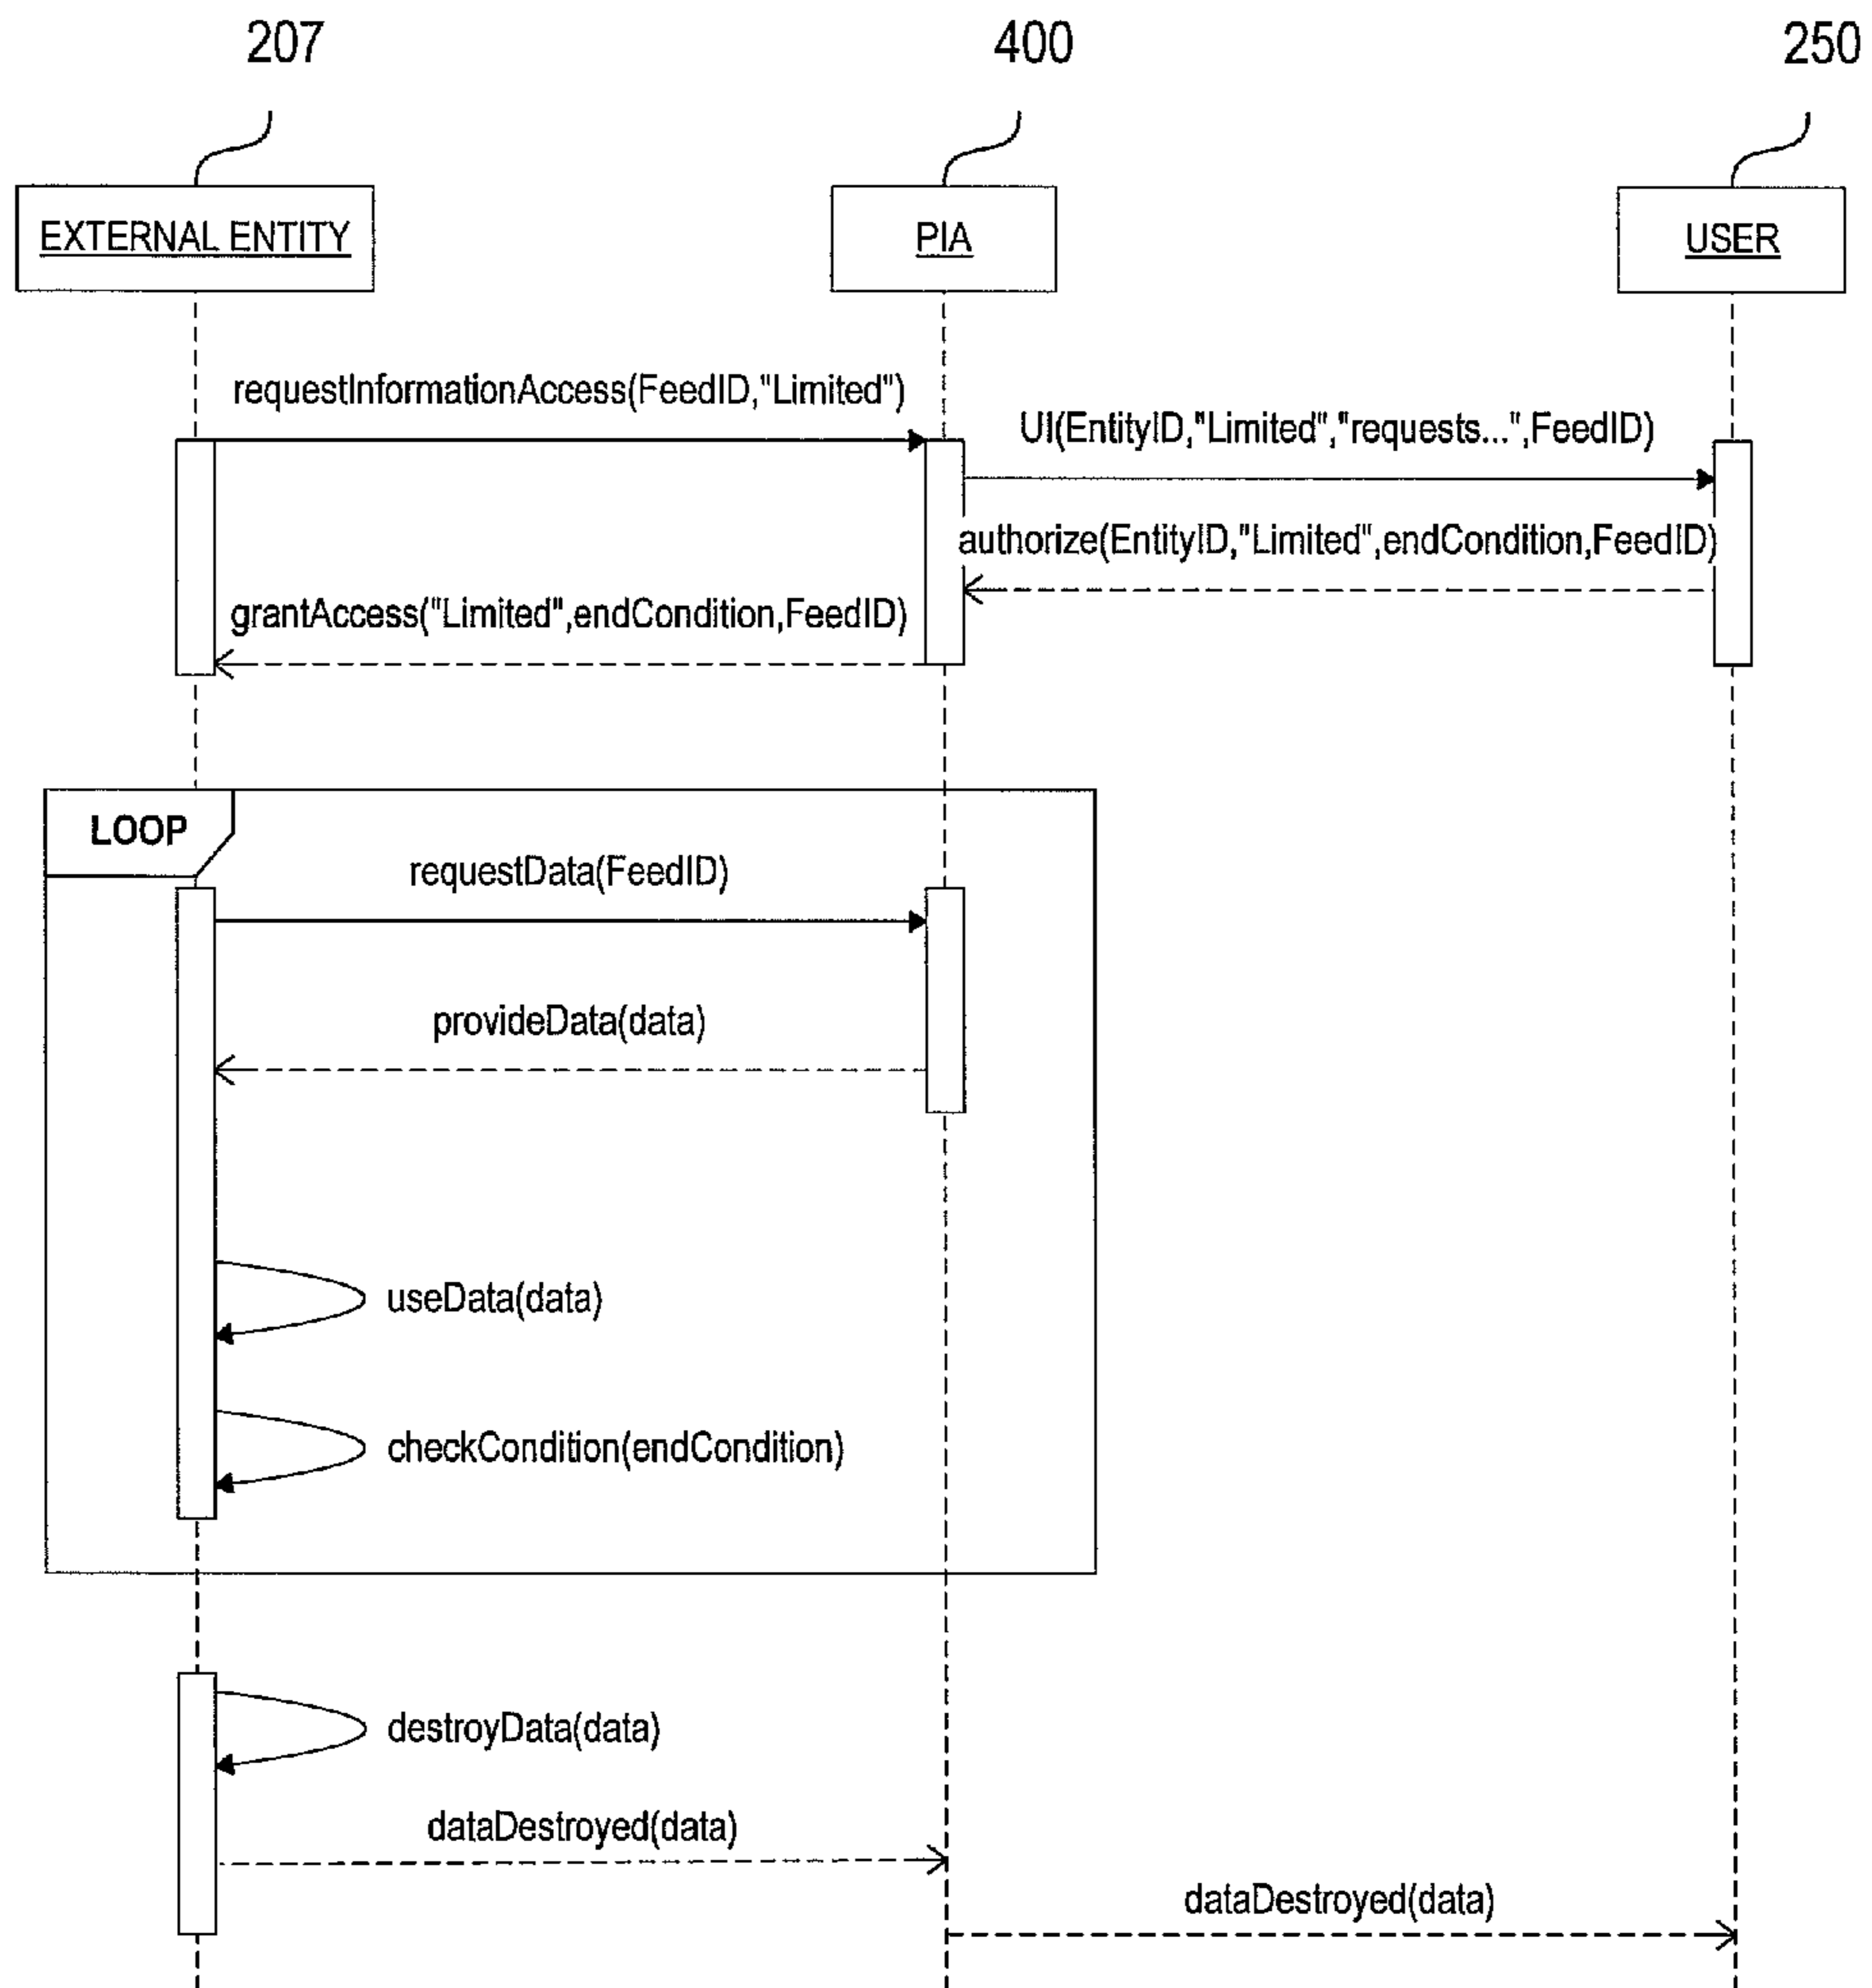 207
400
250
EXTERNAL ENTITY
PIA
USER
requestInformationAccess(FeedID,"Limited")
UI(EntityID,"Limited","requests...",FeedID)
authorize(EntityID,"Limited",endCondition,FeedID)
grantAccess("Limited",endCondition,FeedID)
LOOP
requestData(FeedID)
provideData(data)
useData(data)
checkCondition(endCondition)
destroyData(data)
dataDestroyed(data)
dataDestroyed(data)